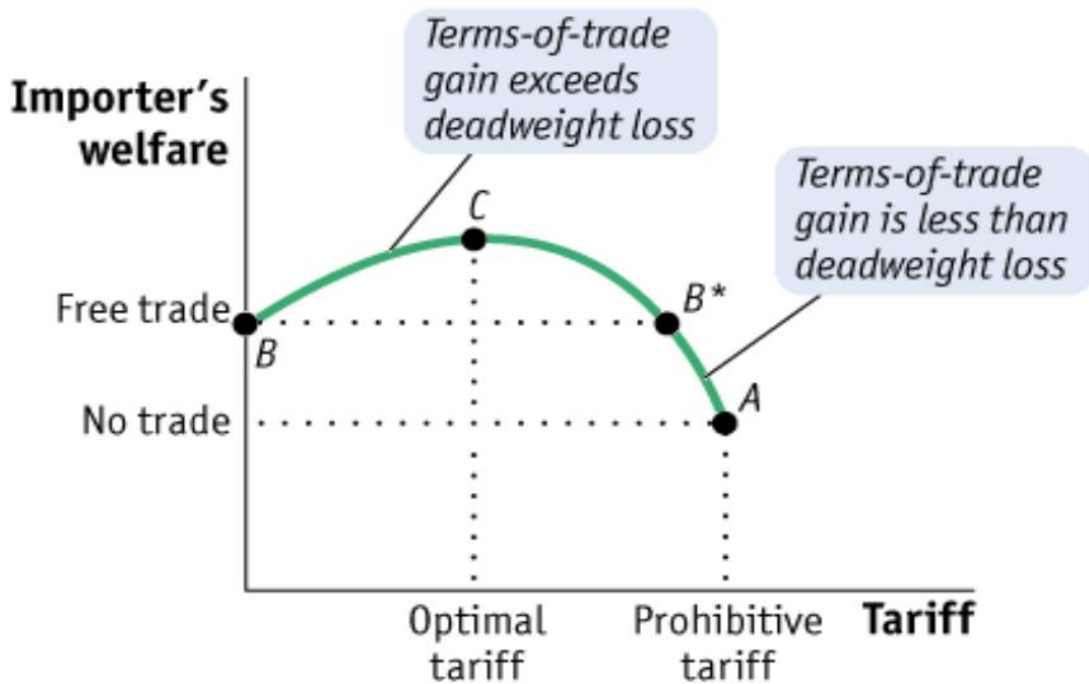 Terms-of-trade
gain exceeds
deadweight loss
Importer's
welfare
Terms-of-trade
gain is less than
deadweight loss
C
Free trade
B*
B
A
No trade
Optimal
tariff
Prohibitive
tariff
Tariff